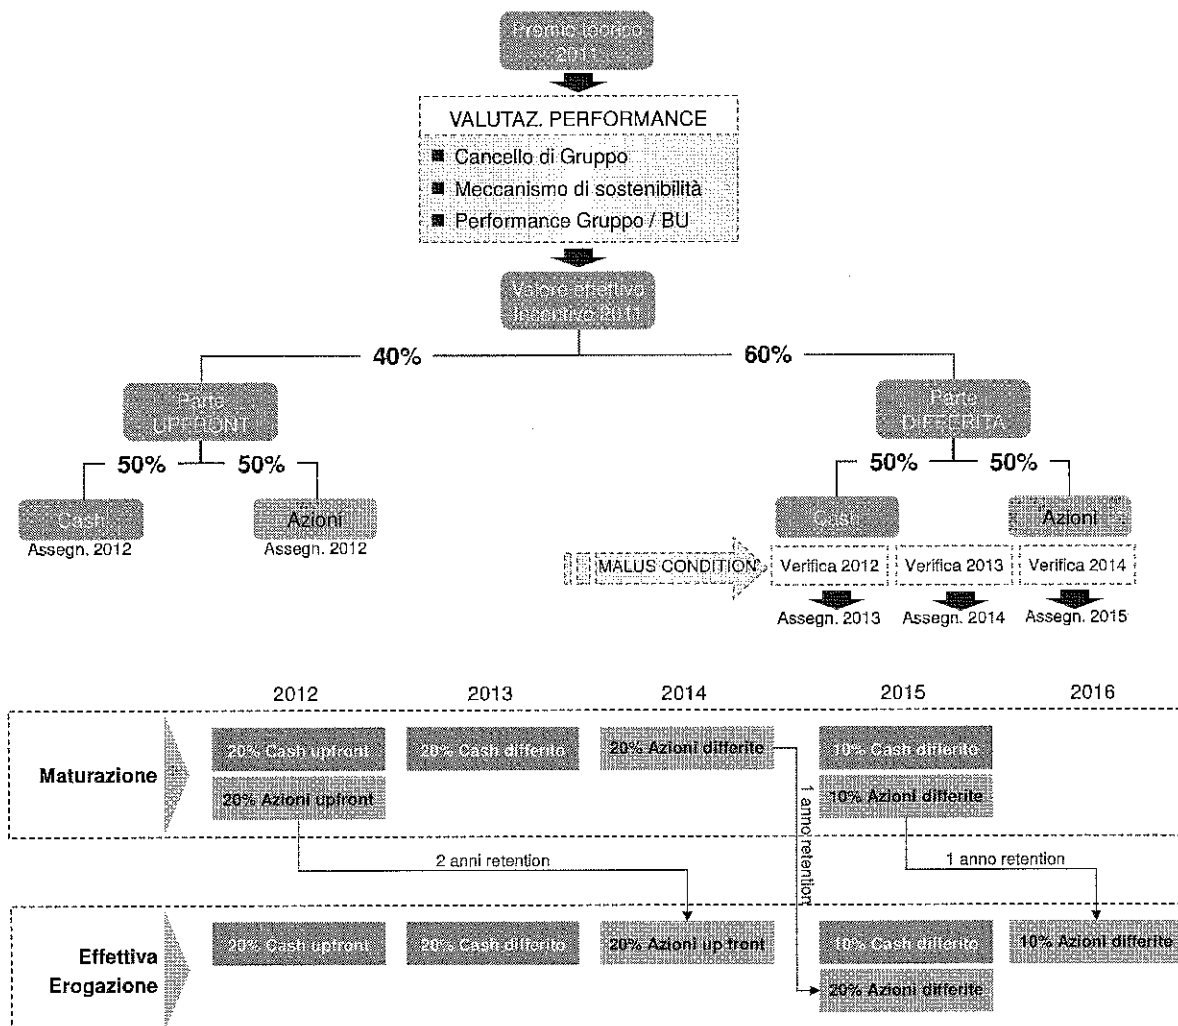 Premio teorico
2011
VALUTAZ. PERFORMANCE
■ Cancello di Gruppo
■ Meccanismo di sostenibilità
■ Performance Gruppo / BU
Valore effettivo
Incentivo 2011
40%
60%
Parte
UPFRONT
Parte
DIFFERITA
50%
50%
50%
50%
Cash
Azioni
Cash
Azioni
Assegn. 2012
Assegn. 2012
MALUS CONDITION
Verifica 2012
Verifica 2013
Verifica 2014
Assegn. 2013
Assegn. 2014
Assegn. 2015
2012
2013
2014
2015
2016
Maturazione
20% Cash upfront
20% Cash differito
20% Azioni differite
10% Cash differito
20% Azioni upfront
10% Azioni differite
1 anno retention
2 anni retention
1 anno retention
Effettiva
Erogazione
20% Cash upfront
20% Cash differito
20% Azioni up front
10% Cash differito
10% Azioni differite
20% Azioni differite